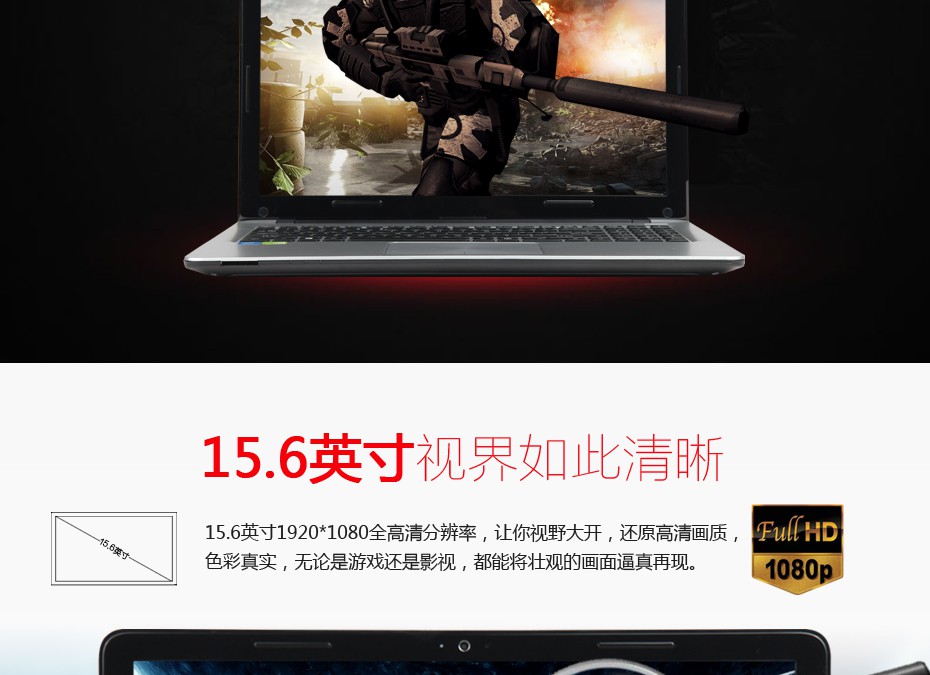 15.6英寸视界如此清晰
15.6英寸
15.6英寸1920*1080全高清分辨率，让你视野大开，还原高清画质，
色彩真实，无论是游戏还是影视，都能将壮观的画面逼真再现。
Full HD
1080p